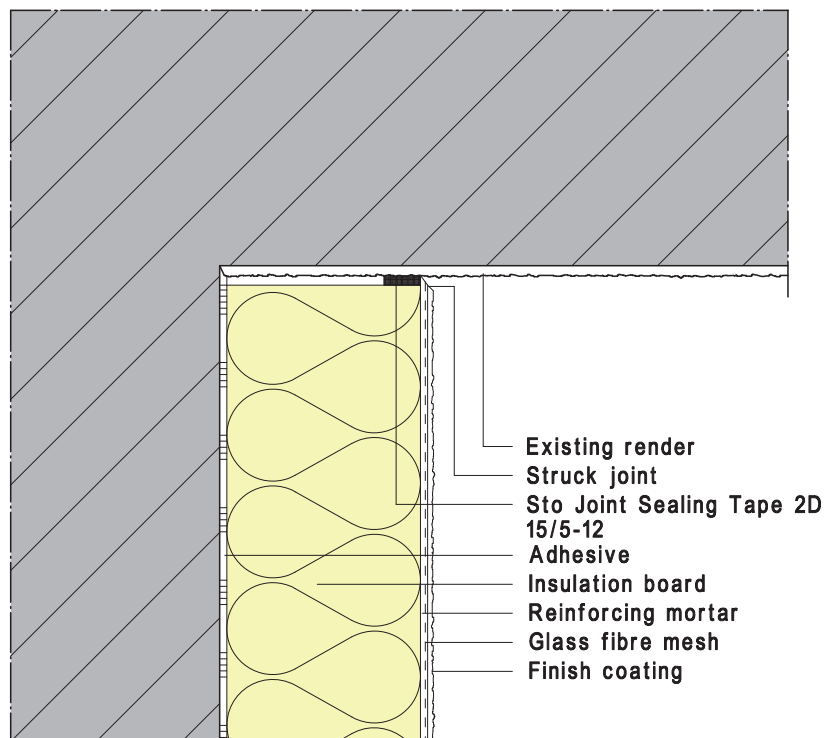 Existing render
Struck joint
Sto Joint Sealing Tape 2D
15/5-12
Adhesive
Insulation board
Reinforcing mortar
Glass fibre mesh
Finish coating